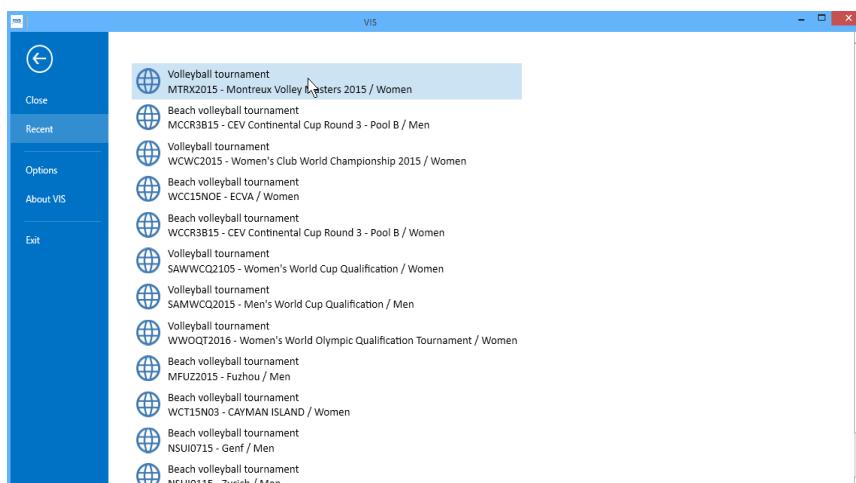 VIS
Close
Recent
Options
About VIS
Exit
Volleyball tournament
MTRX2015 - Montreux Volley Masters 2015 / Women
Beach volleyball tournament
MCCR3B15 - CEV Continental Cup Round 3 - Pool B / Men
Volleyball tournament
WCWC2015 - Women's Club World Championship 2015 / Women
Beach volleyball tournament
WCC15NOE - ECVA / Women
Beach volleyball tournament
WCCR3B15 - CEV Continental Cup Round 3 - Pool B / Women
Volleyball tournament
SAWWCQ2105 - Women's World Cup Qualification / Women
Volleyball tournament
SAMWCQ2015 - Men's World Cup Qualification / Men
Volleyball tournament
WWOQT2016 - Women's World Olympic Qualification Tournament / Women
Beach volleyball tournament
MFUZ2015 - Fuzhou / Men
Beach volleyball tournament
WCT15N03 - CAYMAN ISLAND / Women
Beach volleyball tournament
NSUI0715 - Genf / Men
Beach volleyball tournament
NSUI0115 - Zurich / Men